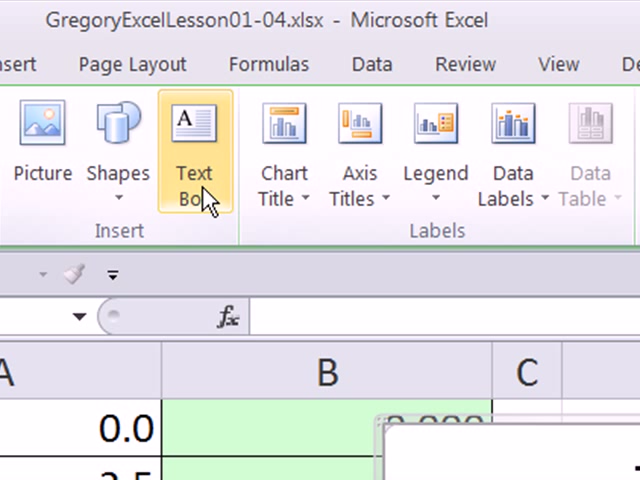 GregoryExcelLesson01-04.xlsx - Microsoft Excel
nsert Page Layout Formulas Data Review View De
A
Picture Shapes Text Bo Chart Title Axis Titles Legend Data Labels Data Table
Insert Labels
fx
A B C
0.0